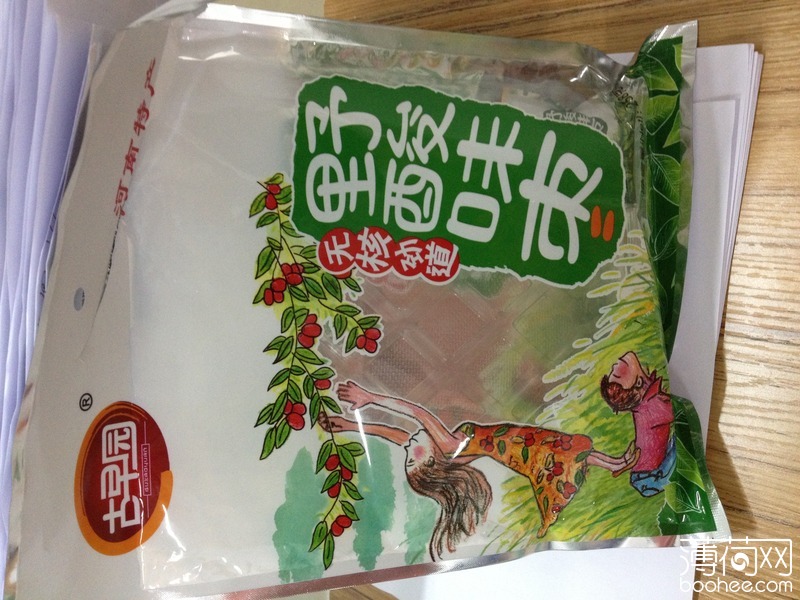 河南特产
古早园®
野酸味枣
无核劲道
薄荷网
boohee.com